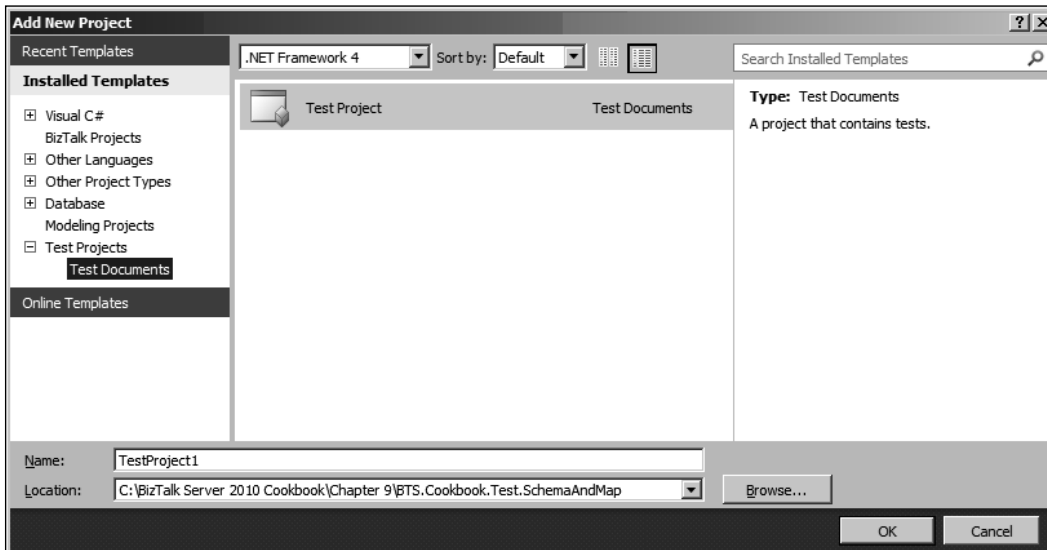 Add New Project
Recent Templates
.NET Framework 4
Sort by: Default
Search Installed Templates
Installed Templates
Visual C#
BizTalk Projects
Other Languages
Other Project Types
Database
Modeling Projects
Test Projects
Test Documents
Online Templates
Test Project
Test Documents
Type: Test Documents
A project that contains tests.
Name: TestProject1
Location: C:\BizTalk Server 2010 Cookbook\Chapter 9\BTS.Cookbook.Test.SchemaAndMap
Browse...
OK
Cancel